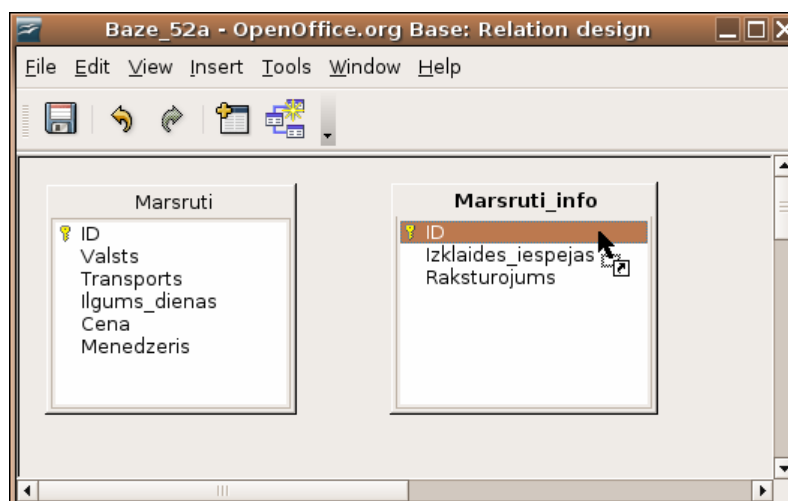 Baze_52a - OpenOffice.org Base: Relation design
File Edit View Insert Tools Window Help
Marsruti
ID
Valsts
Transports
Ilgums_dienas
Cena
Menedzeris
Marsruti_info
ID
Izklaides_iespejas
Raksturojums